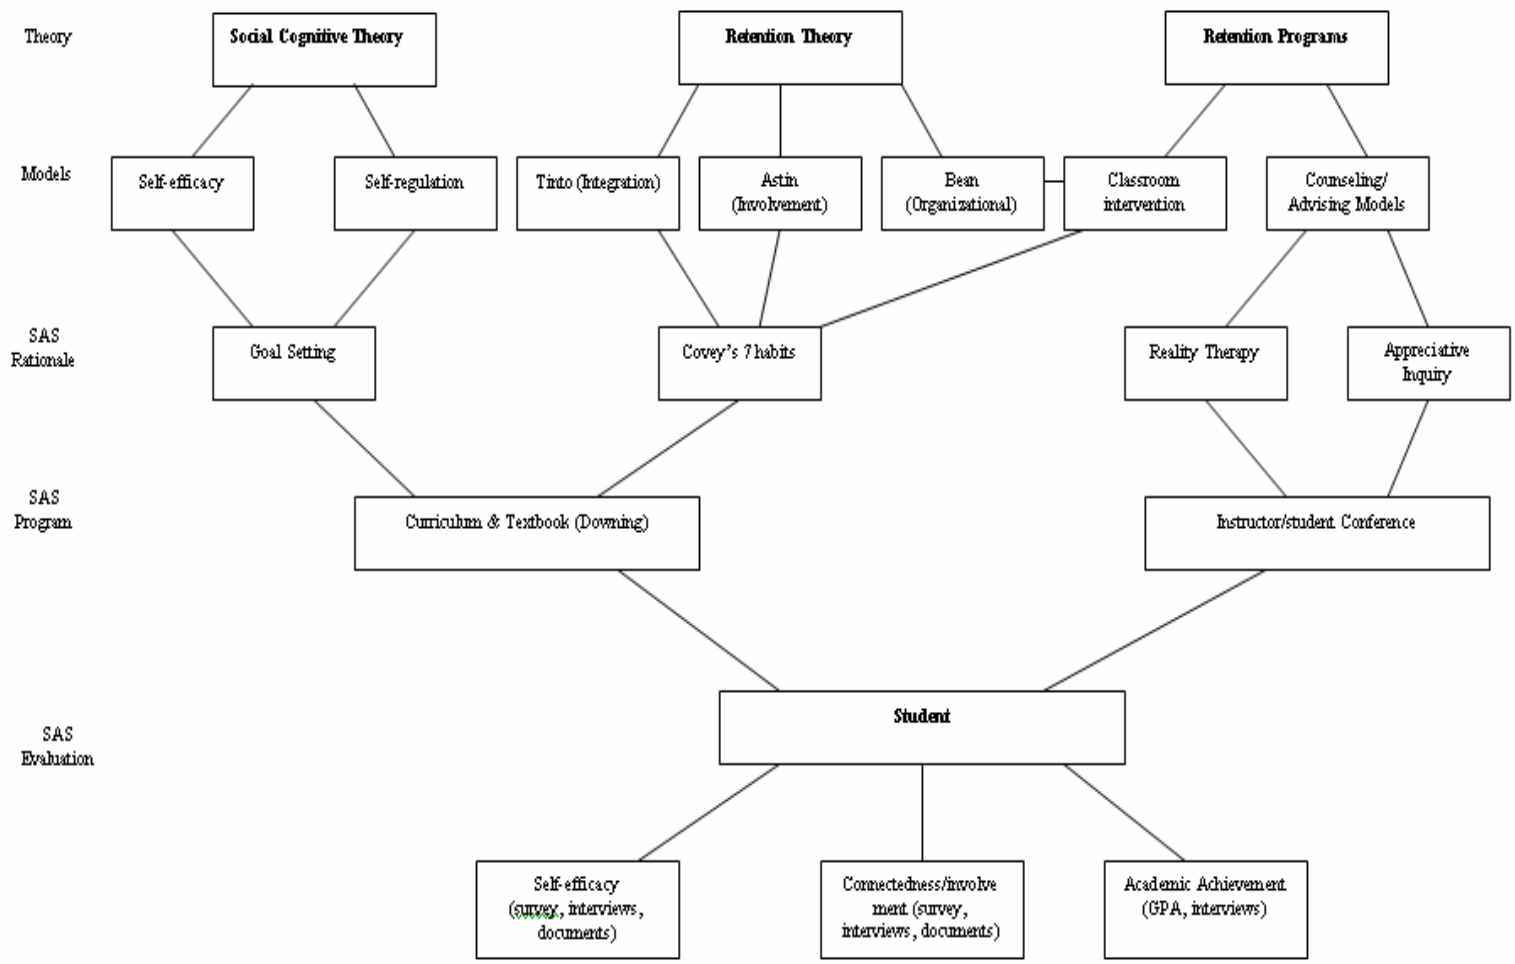 Theory
Social Cognitive Theory
Retention Theory
Retention Programs
Models
Self-efficacy
Self-regulation
Tinto (Integration)
Astin
(Involvement)
Bean
(Organizational)
Classroom
intervention
Counseling/
Advising Models
SAS
Rationale
Goal Setting
Covey's 7 habits
Reality Therapy
Appreciative
Inquiry
SAS
Program
Curriculum & Textbook (Downing)
Instructor/student Conference
SAS
Evaluation
Student
Self-efficacy
(survey, interviews,
documents)
Connectedness/involve
ment (survey,
interviews, documents)
Academic Achievement
(GPA, interviews)